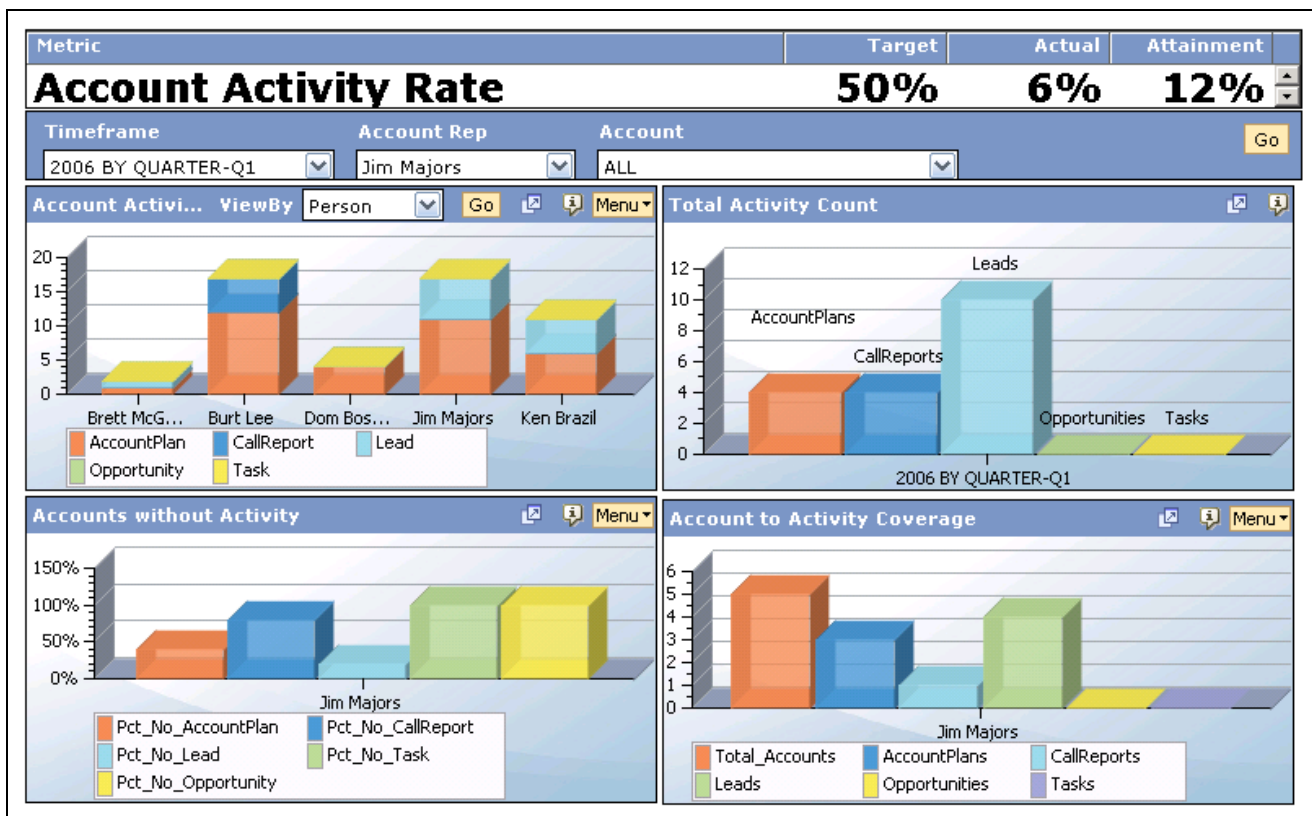 Metric Target Actual Attainment
Account Activity Rate 50% 6% 12%
Timeframe Account Rep Account
Go
2006 BY QUARTER-Q1 Jim Majors ALL
Account Activi... ViewBy Person Go Menu
20
15
10
5
0
Brett McG... Burt Lee Dom Bos... Jim Majors Ken Brazil
AccountPlan CallReport Lead
Opportunity Task
Total Activity Count
Leads
12
10
AccountPlans
8
CallReports
6
4
Opportunities Tasks
2
0
2006 BY QUARTER-Q1
Accounts without Activity Menu
150%
100%
50%
0%
Jim Majors
Pct_No_AccountPlan Pct_No_CallReport
Pct_No_Lead Pct_No_Task
Pct_No_Opportunity
Account to Activity Coverage Menu
6
5
4
3
2
1
0
Jim Majors
Total_Accounts AccountPlans CallReports
Leads Opportunities Tasks